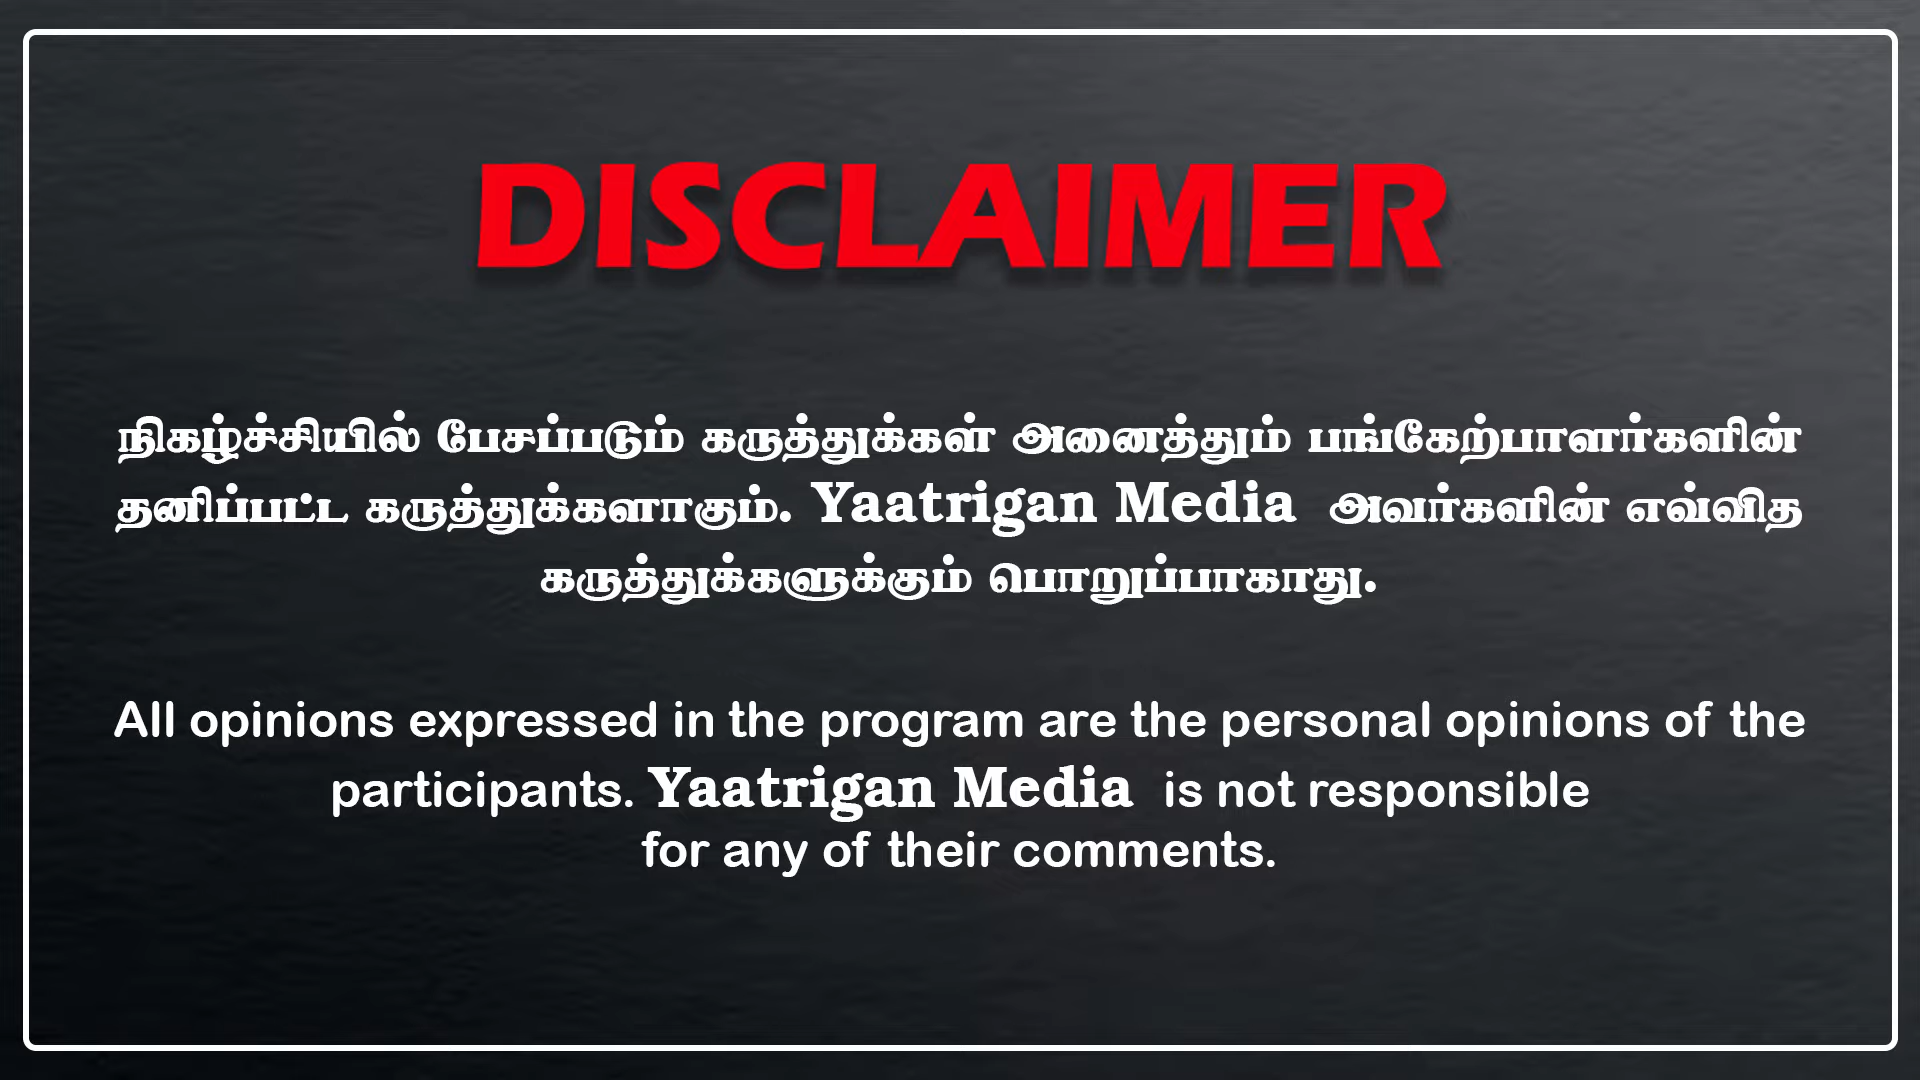 DISCLAIMER
நிகழ்ச்சியில் பேசப்படும் கருத்துக்கள் அனைத்தும் பங்கேற்பாளர்களின்
தனிப்பட்ட கருத்துக்களாகும். Yaatrigan Media அவர்களின் எவ்வித
கருத்துக்களுக்கும் பொறுப்பாகாது.
All opinions expressed in the program are the personal opinions of the
participants. Yaatrigan Media is not responsible
for any of their comments.